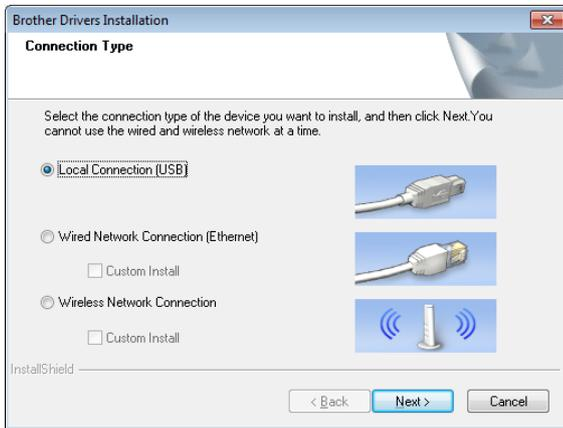 Brother Drivers Installation
Connection Type
Select the connection type of the device you want to install, and then click Next.You
cannot use the wired and wireless network at a time.
Local Connection (USB)
Wired Network Connection (Ethernet)
Custom Install
Wireless Network Connection
Custom Install
InstallShield
< Back Next > Cancel